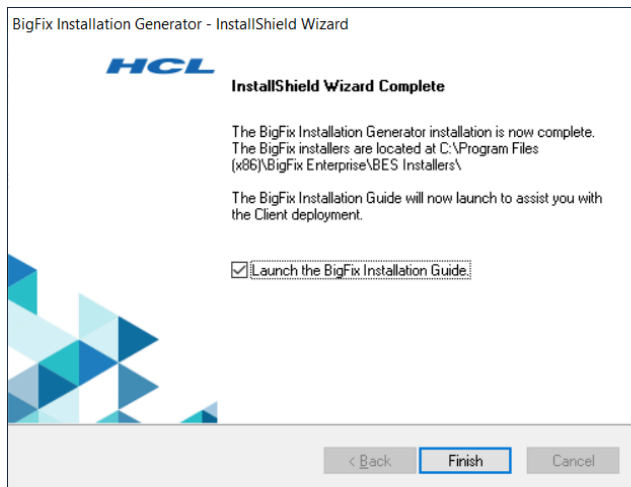 BigFix Installation Generator - InstallShield Wizard
HCL
InstallShield Wizard Complete
The BigFix Installation Generator installation is now complete.
The BigFix installers are located at C:\Program Files
(x86)\BigFix Enterprise\BES Installers\
The BigFix Installation Guide will now launch to assist you with
the Client deployment.
Launch the BigFix Installation Guide.
< Back Finish Cancel